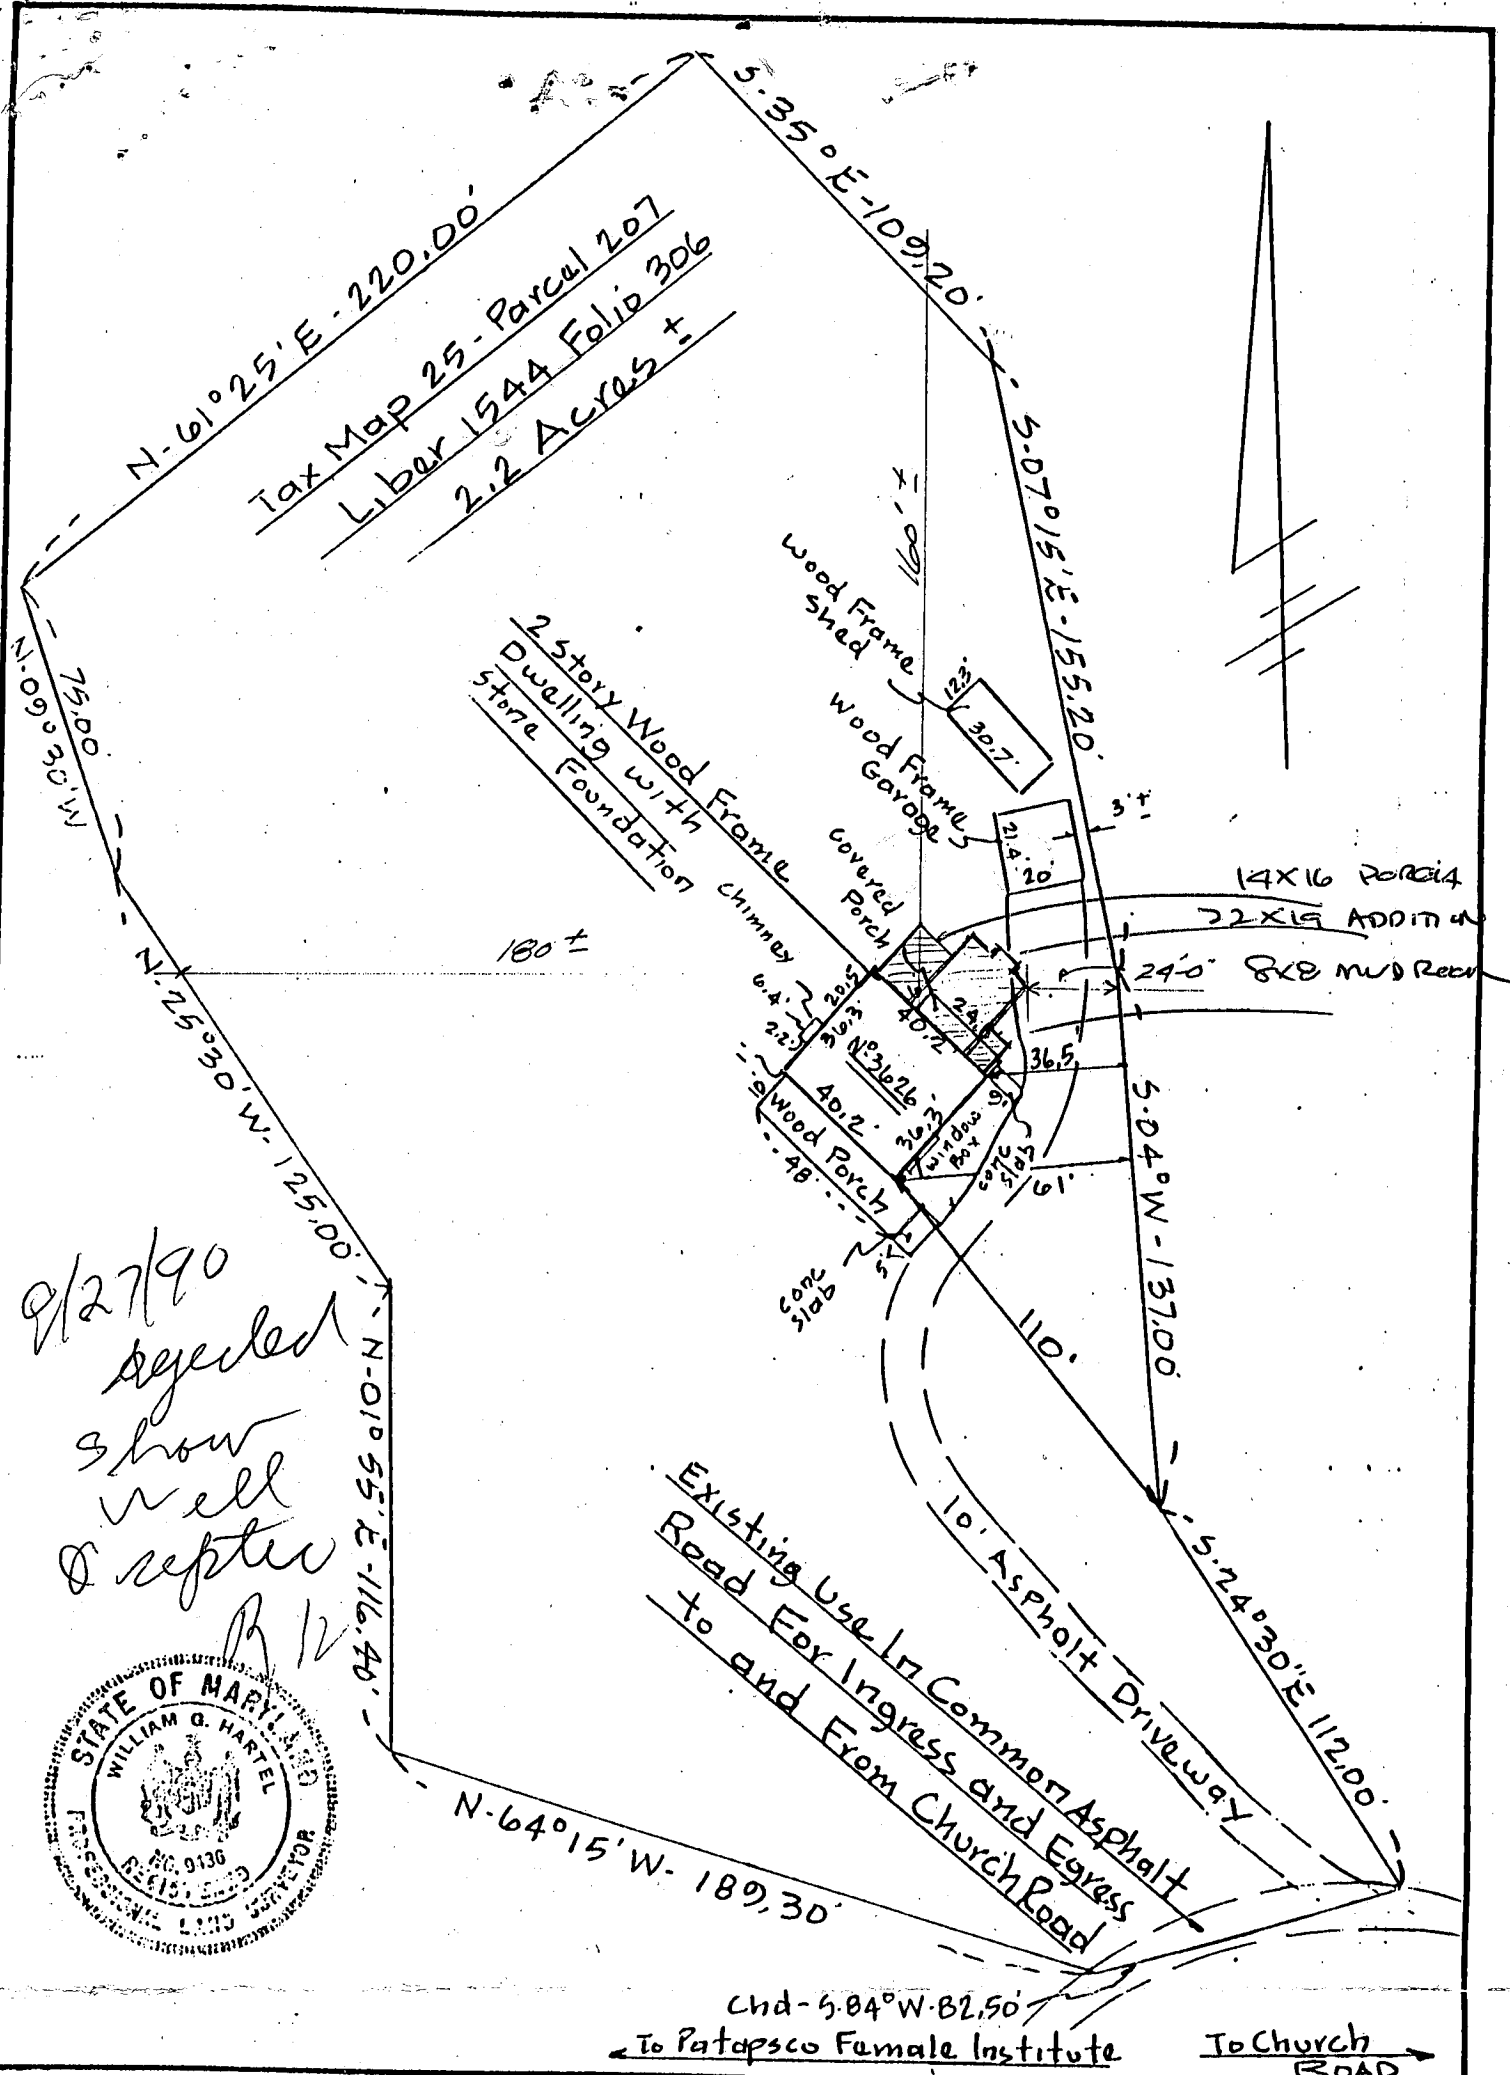 S.35°E-109.20'
N-61°25'E-220.00'
Tax Map 25-Parcel 207
Liber 1544 Folio 306
2.2 Acres ±
160' ±
S.07°15'E-155.20'
Wood Frame
Shed
12.3'
30.7'
Wood Frame
Garage
21.4'
20'
3'±
75.00
N-09°30'W
2 Story Wood Frame
Dwelling with
Stone Foundation
Chimney
6.4'
2.2'
Covered
Porch
14X16
22X19 ADDITION
8X8 MUD ROOM
24'-0"
180 ±
N-25°30'W-125.00'
20.5
36.3'
40.2'
Nº3626
40.2'
36.3'
36.5'
Wood Porch
48'
Window
Box
conc
slab
61'
conc
slab
5'
S.04°W-137.00'
110'
9/27/90
show
well
& septic
N-01°55'E-116.40'
Existing Use In Common Asphalt
Road For Ingress and Egress
to and From Church Road
10' Asphalt Driveway
S.24°30"E 112.00'
STATE OF MARYLAND
WILLIAM G. HARTEL
NO. 9136
REGISTERED
PROFESSIONAL LAND SURVEYOR
N-64°15'W-189.30'
Chd-S.84°W-82.50'
To Patapsco Female Institute
To Church
ROAD